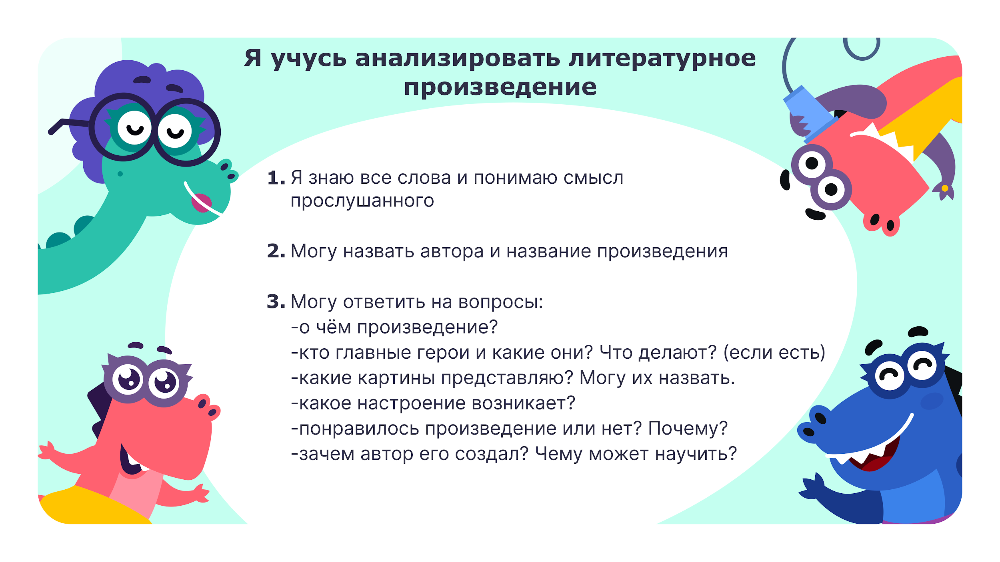 Я учусь анализировать литературное
произведение
1. Я знаю все слова и понимаю смысл
прослушанного
2. Могу назвать автора и название произведения
3. Могу ответить на вопросы:
-о чём произведение?
-кто главные герои и какие они? Что делают? (если есть)
-какие картины представляю? Могу их назвать.
-какое настроение возникает?
-понравилось произведение или нет? Почему?
-зачем автор его создал? Чему может научить?